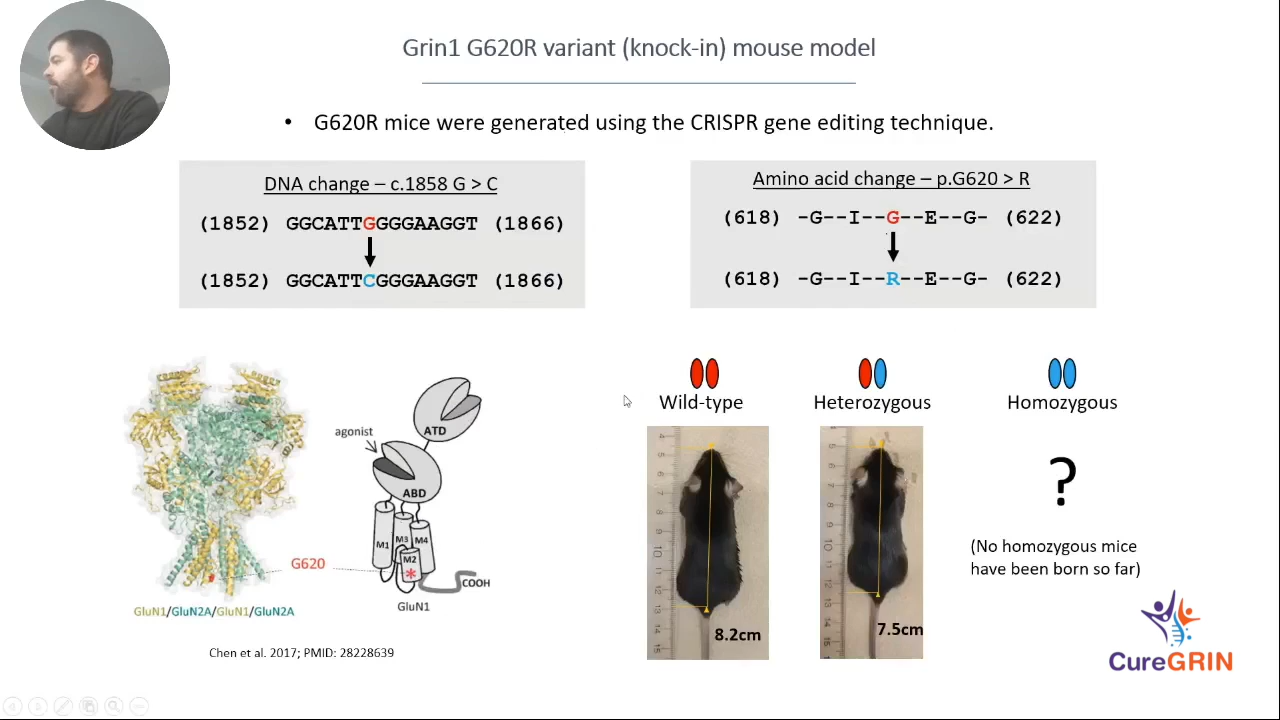 Grin1 G620R variant (knock-in) mouse model
• G620R mice were generated using the CRISPR gene editing technique.
DNA change – c.1858 G > C
(1852) GGCATTGGGGAAGGT (1866)
(1852) GGCATTCGGGAAGGT (1866)
Amino acid change – p.G620 > R
(618) -G--I--G--E--G- (622)
(618) -G--I--R--E--G- (622)
agonist
ATD
ABD
M1
M3
M4
M2
*
G620
COOH
GluN1
GluN1/GluN2A/GluN1/GluN2A
Chen et al. 2017; PMID: 28228639
Wild-type
Heterozygous
Homozygous
8.2cm
7.5cm
?
(No homozygous mice
have been born so far)
CureGRIN